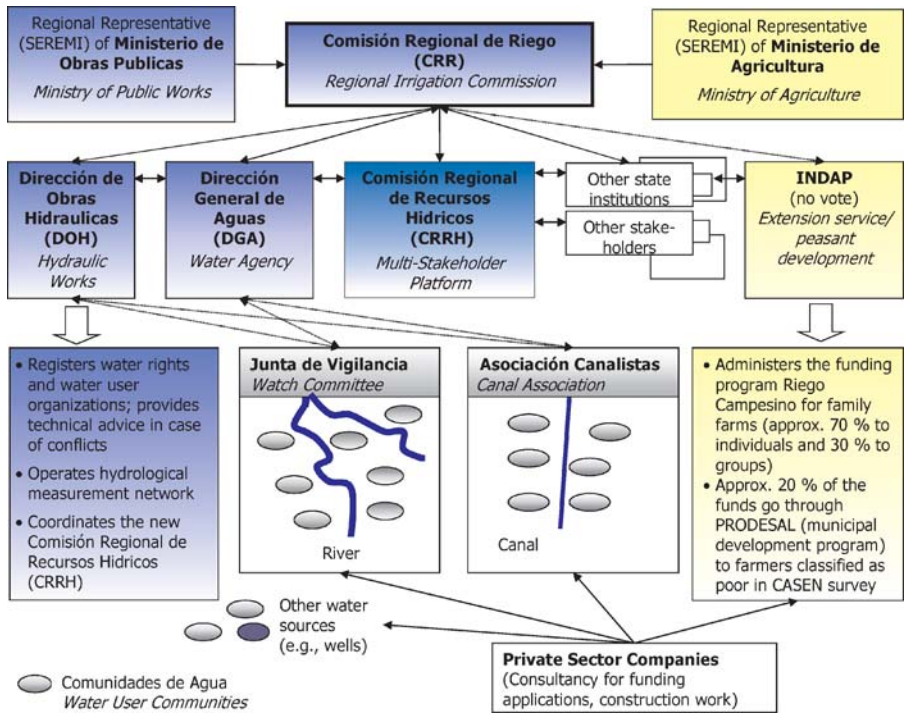 Regional Representative
(SEREMI) of Ministerio de
Obras Publicas
Ministry of Public Works
Comisión Regional de Riego
(CRR)
Regional Irrigation Commission
Regional Representative
(SEREMI) of Ministerio de
Agricultura
Ministry of Agriculture
Dirección de
Obras
Hidraulicas
(DOH)
Hydraulic
Works
Dirección
General de
Aguas
(DGA)
Water Agency
Comisión Regional
de Recursos
Hidricos
(CRRH)
Multi-Stakeholder
Platform
Other state
institutions
Other stake-
holders
INDAP
(no vote)
Extension service/
peasant
development
• Registers water rights
and water user
organizations; provides
technical advice in case
of conflicts
• Operates hydrological
measurement network
• Coordinates the new
Comisión Regional de
Recursos Hidricos
(CRRH)
Junta de Vigilancia
Watch Committee
River
Asociación Canalistas
Canal Association
Canal
• Administers the
funding program Riego
Campesino for family
farms (approx. 70 % to
individuals and 30 % to
groups)
• Approx. 20 % of the
funds go through
PRODESAL (municipal
development program)
to farmers classified as
poor in CASEN survey
Other water
sources
(e.g., wells)
Private Sector Companies
(Consultancy for funding
applications, construction work)
Comunidades de Agua
Water User Communities